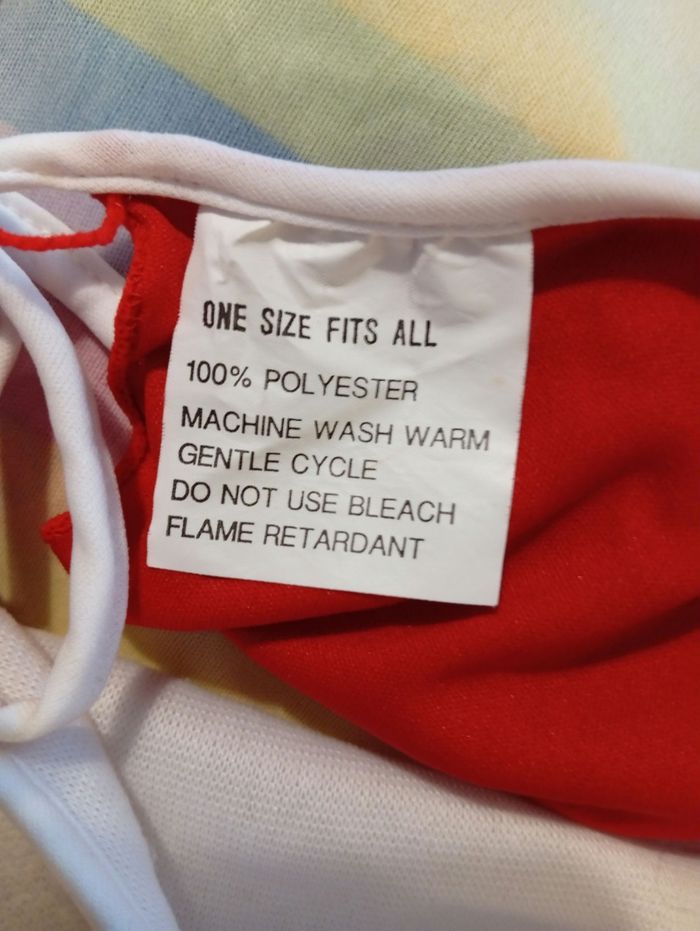 ONE SIZE FITS ALL
100% POLYESTER
MACHINE WASH WARM
GENTLE CYCLE
DO NOT USE BLEACH
FLAME RETARDANT